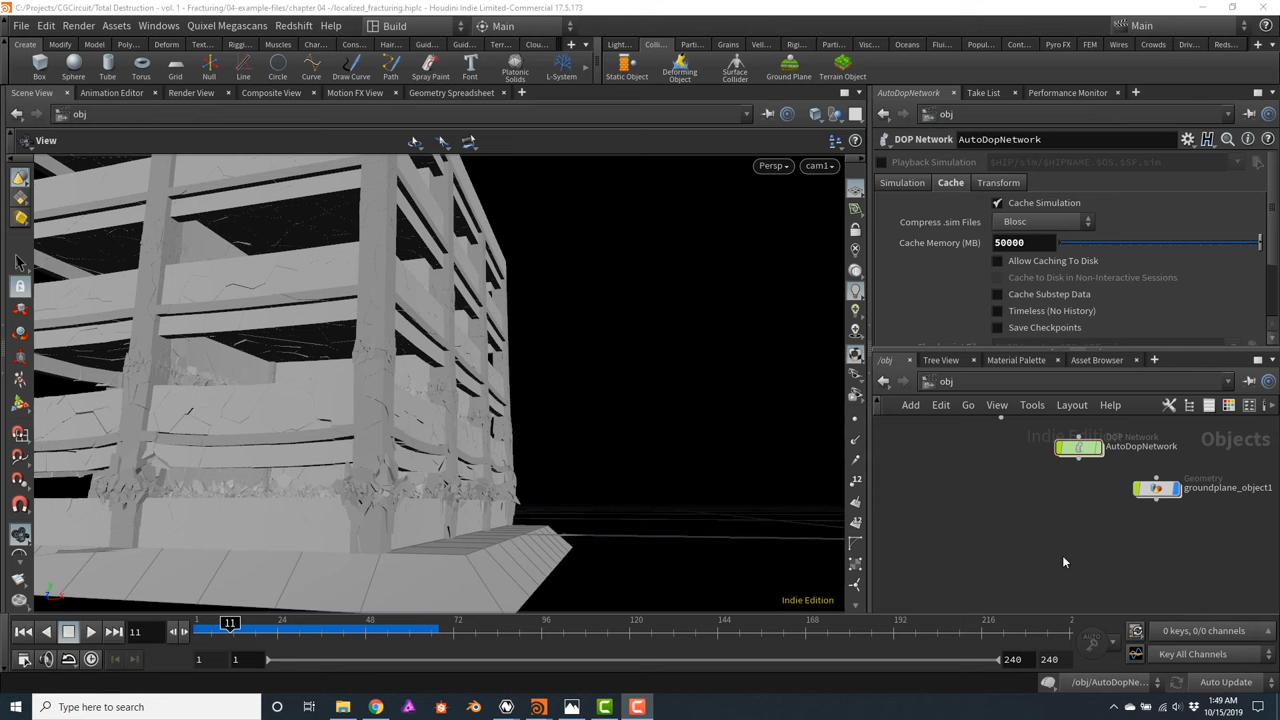 C:/Projects/CGCircuit/Total Destruction - vol. 1 - Fracturing/04-example-files/chapter 04 -/localized_fracturing.hiplc - Houdini Indie Limited-Commercial 17.5.173
File Edit Render Assets Windows Quixel Megascans Redshift Help Build Main Main
Create Modify Model Poly... Deform Text... Riggi... Muscles Char... Cons... Hair... Guid... Guid... Terr... Clou... Light... Colli... Parti... Grains Vell... Rigi... Parti... Visc... Oceans Flui... Popul... Cont... Pyro FX FEM Wires Crowds Driv... Reds...
Box Sphere Tube Torus Grid Null Line Circle Curve Draw Curve Path Spray Paint Font Platonic Solids L-System Static Object Deforming Object Surface Collider Ground Plane Terrain Object
Scene View Animation Editor Render View Composite View Motion FX View Geometry Spreadsheet AutoDopNetwork Take List Performance Monitor
obj obj
View DOP Network AutoDopNetwork
Persp cam1 Playback Simulation $HIP/sim/$HIPNAME.$OS.$SF.sim
Simulation Cache Transform
Cache Simulation
Compress .sim Files Blosc
Cache Memory (MB) 50000
Allow Caching To Disk
Cache to Disk in Non-Interactive Sessions
Cache Substep Data
Timeless (No History)
Save Checkpoints
/obj Tree View Material Palette Asset Browser
obj
Add Edit Go View Tools Layout Help
Indie Edition
Objects
DOP Network
AutoDopNetwork
Geometry
groundplane_object1
12
12
Indie Edition
1 11 24 48 72 96 120 144 168 192 216 2
11
AUTO
0 keys, 0/0 channels
1 1 240 240 Key All Channels
/obj/AutoDopNe... Auto Update
Type here to search
1:49 AM
10/15/2019